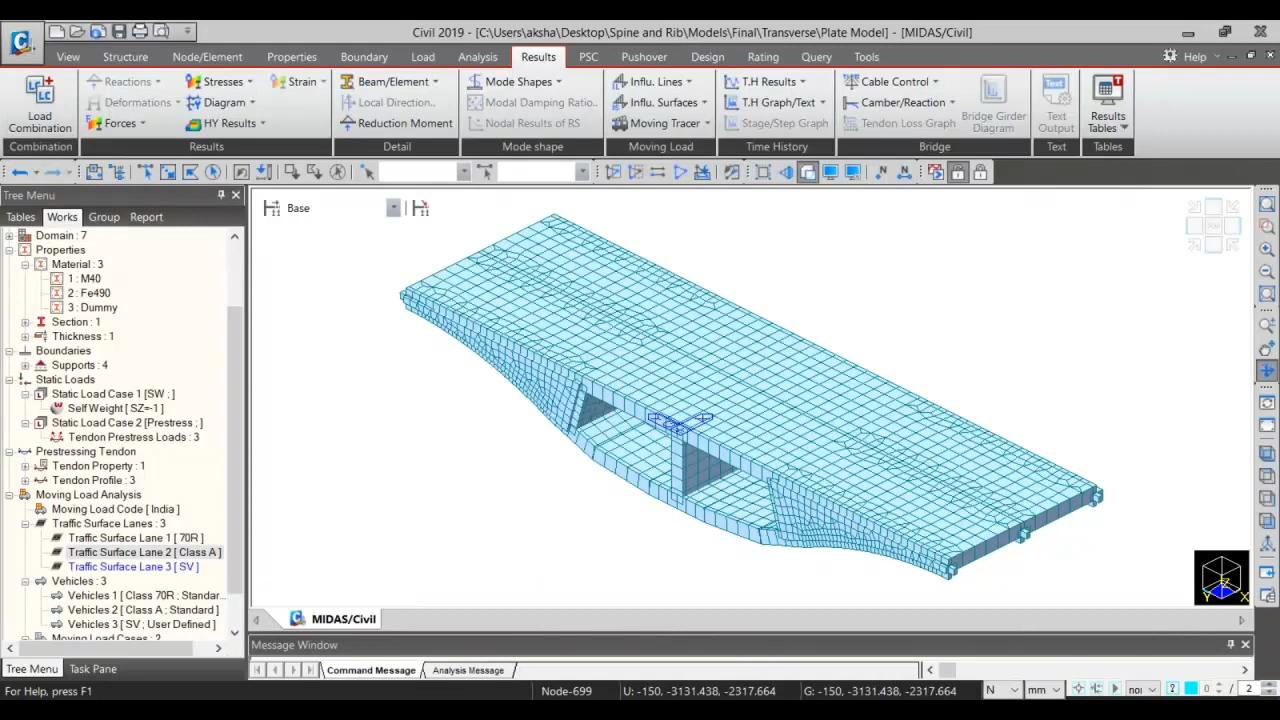 Civil 2019 - [C:\Users\aksha\Desktop\Spine and Rib\Models\Final\Transverse\Plate Model] - [MIDAS/Civil]
View Structure Node/Element Properties Boundary Load Analysis Results PSC Pushover Design Rating Query Tools Help
Load Combination
Reactions
Deformations
Forces
Stresses
Diagram
HY Results
Strain
Beam/Element
Local Direction..
Reduction Moment
Mode Shapes
Modal Damping Ratio..
Nodal Results of RS
Influ. Lines
Influ. Surfaces
Moving Tracer
T.H Results
T.H Graph/Text
Stage/Step Graph
Cable Control
Camber/Reaction
Tendon Loss Graph
Bridge Girder Diagram
Text Output
Results Tables
Combination Results Detail Mode shape Moving Load Time History Bridge Text Tables
Tree Menu
Tables Works Group Report
Domain : 7
Properties
Material : 3
1 : M40
2 : Fe490
3 : Dummy
Section : 1
Thickness : 1
Boundaries
Supports : 4
Static Loads
Static Load Case 1 [SW ; ]
Self Weight [ SZ=-1 ]
Static Load Case 2 [Prestress ; ]
Tendon Prestress Loads : 3
Prestressing Tendon
Tendon Property : 1
Tendon Profile : 3
Moving Load Analysis
Moving Load Code [ India ]
Traffic Surface Lanes : 3
Traffic Surface Lane 1 [ 70R ]
Traffic Surface Lane 2 [ Class A ]
Traffic Surface Lane 3 [ SV ]
Vehicles : 3
Vehicles 1 [ Class 70R ; Standar...
Vehicles 2 [ Class A ; Standard ]
Vehicles 3 [ SV ; User Defined ]
Moving Load Cases : 2
Tree Menu Task Pane
Base
Z
Y X
MIDAS/Civil
Message Window
Command Message Analysis Message
For Help, press F1
Node-699
U: -150, -3131.438, -2317.664
G: -150, -3131.438, -2317.664
N
mm
nor
0
/ 2